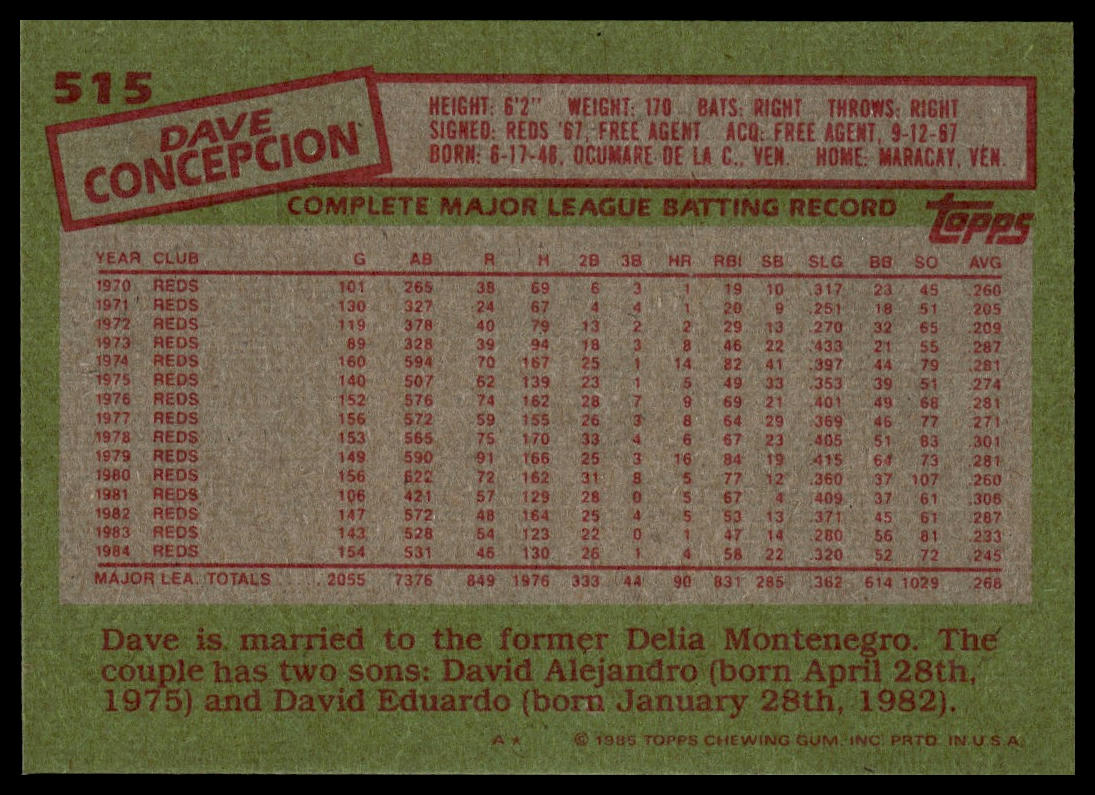 515
DAVE
CONCEPCION
HEIGHT: 6'2" WEIGHT: 170 BATS: RIGHT THROWS: RIGHT
SIGNED: REDS '67, FREE AGENT ACQ: FREE AGENT, 9-12-67
BORN: 6-17-48, OCUMARE DE LA C., VEN. HOME: MARACAY, VEN.
COMPLETE MAJOR LEAGUE BATTING RECORD
topps
YEAR CLUB G AB R H 2B 3B HR RBI SB SLG BB SO AVG
1970 REDS 101 265 38 69 6 3 1 19 10 .317 23 45 .260
1971 REDS 130 327 24 67 4 4 1 20 9 .251 18 51 .205
1972 REDS 119 378 40 79 13 2 2 29 13 .270 32 65 .209
1973 REDS 89 328 39 94 18 3 8 46 22 .433 21 55 .287
1974 REDS 160 594 70 167 25 1 14 82 41 .397 44 79 .281
1975 REDS 140 507 62 139 23 1 5 49 33 .353 39 51 .274
1976 REDS 152 576 74 162 28 7 9 69 21 .401 49 68 .281
1977 REDS 156 572 59 155 26 3 8 64 29 .369 46 77 .271
1978 REDS 153 565 75 170 33 4 6 67 23 .405 51 83 .301
1979 REDS 149 590 91 166 25 3 16 84 19 .415 64 73 .281
1980 REDS 156 622 72 162 31 8 5 77 12 .360 37 107 .260
1981 REDS 106 421 57 129 28 0 5 67 4 .409 37 61 .306
1982 REDS 147 572 48 164 25 4 5 53 13 .371 45 61 .287
1983 REDS 143 528 54 123 22 0 1 47 14 .280 56 81 .233
1984 REDS 154 531 46 130 26 1 4 58 22 .320 52 72 .245
MAJOR LEA. TOTALS ...... 2055 7376 849 1976 333 44 90 831 285 .362 614 1029 .268
Dave is married to the former Delia Montenegro. The
couple has two sons: David Alejandro (born April 28th,
1975) and David Eduardo (born January 28th, 1982).
A★ © 1985 TOPPS CHEWING GUM, INC. PRTD. IN U.S.A.